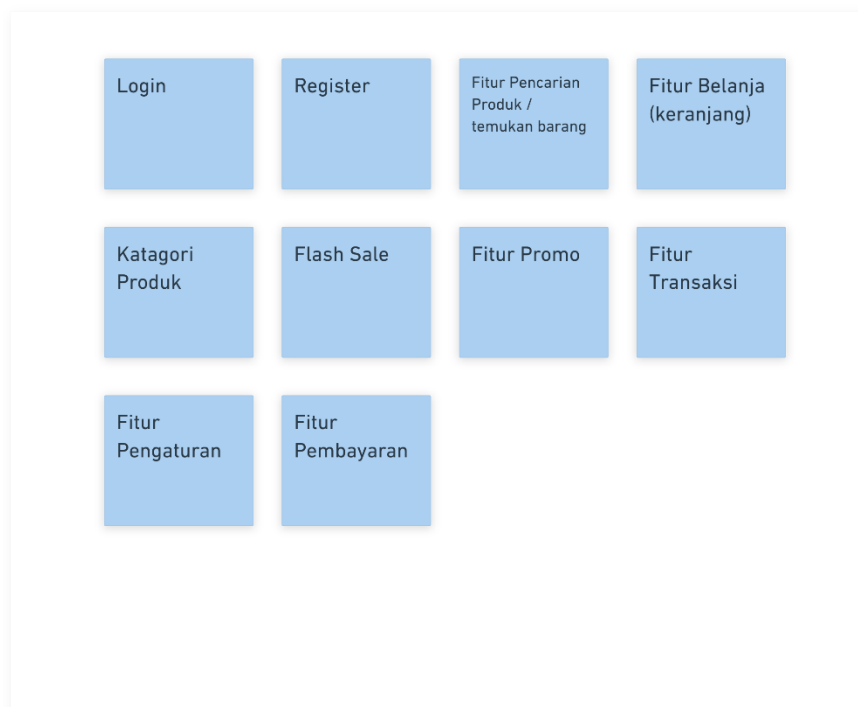 Login
Register
Fitur Pencarian
Produk /
temukan barang
Fitur Belanja
(keranjang)
Katagori
Produk
Flash Sale
Fitur Promo
Fitur
Transaksi
Fitur
Pengaturan
Fitur
Pembayaran